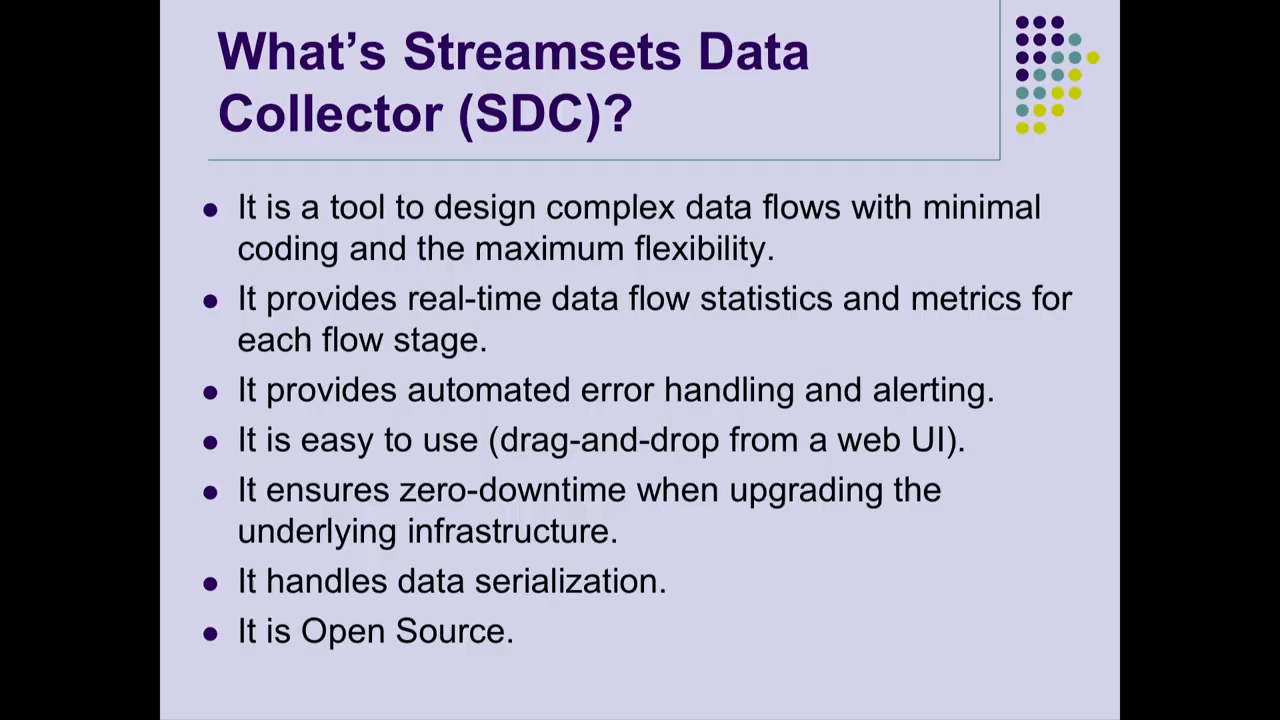 What’s Streamsets Data
Collector (SDC)?
● It is a tool to design complex data flows with minimal
coding and the maximum flexibility.
● It provides real-time data flow statistics and metrics for
each flow stage.
● It provides automated error handling and alerting.
● It is easy to use (drag-and-drop from a web UI).
● It ensures zero-downtime when upgrading the
underlying infrastructure.
● It handles data serialization.
● It is Open Source.